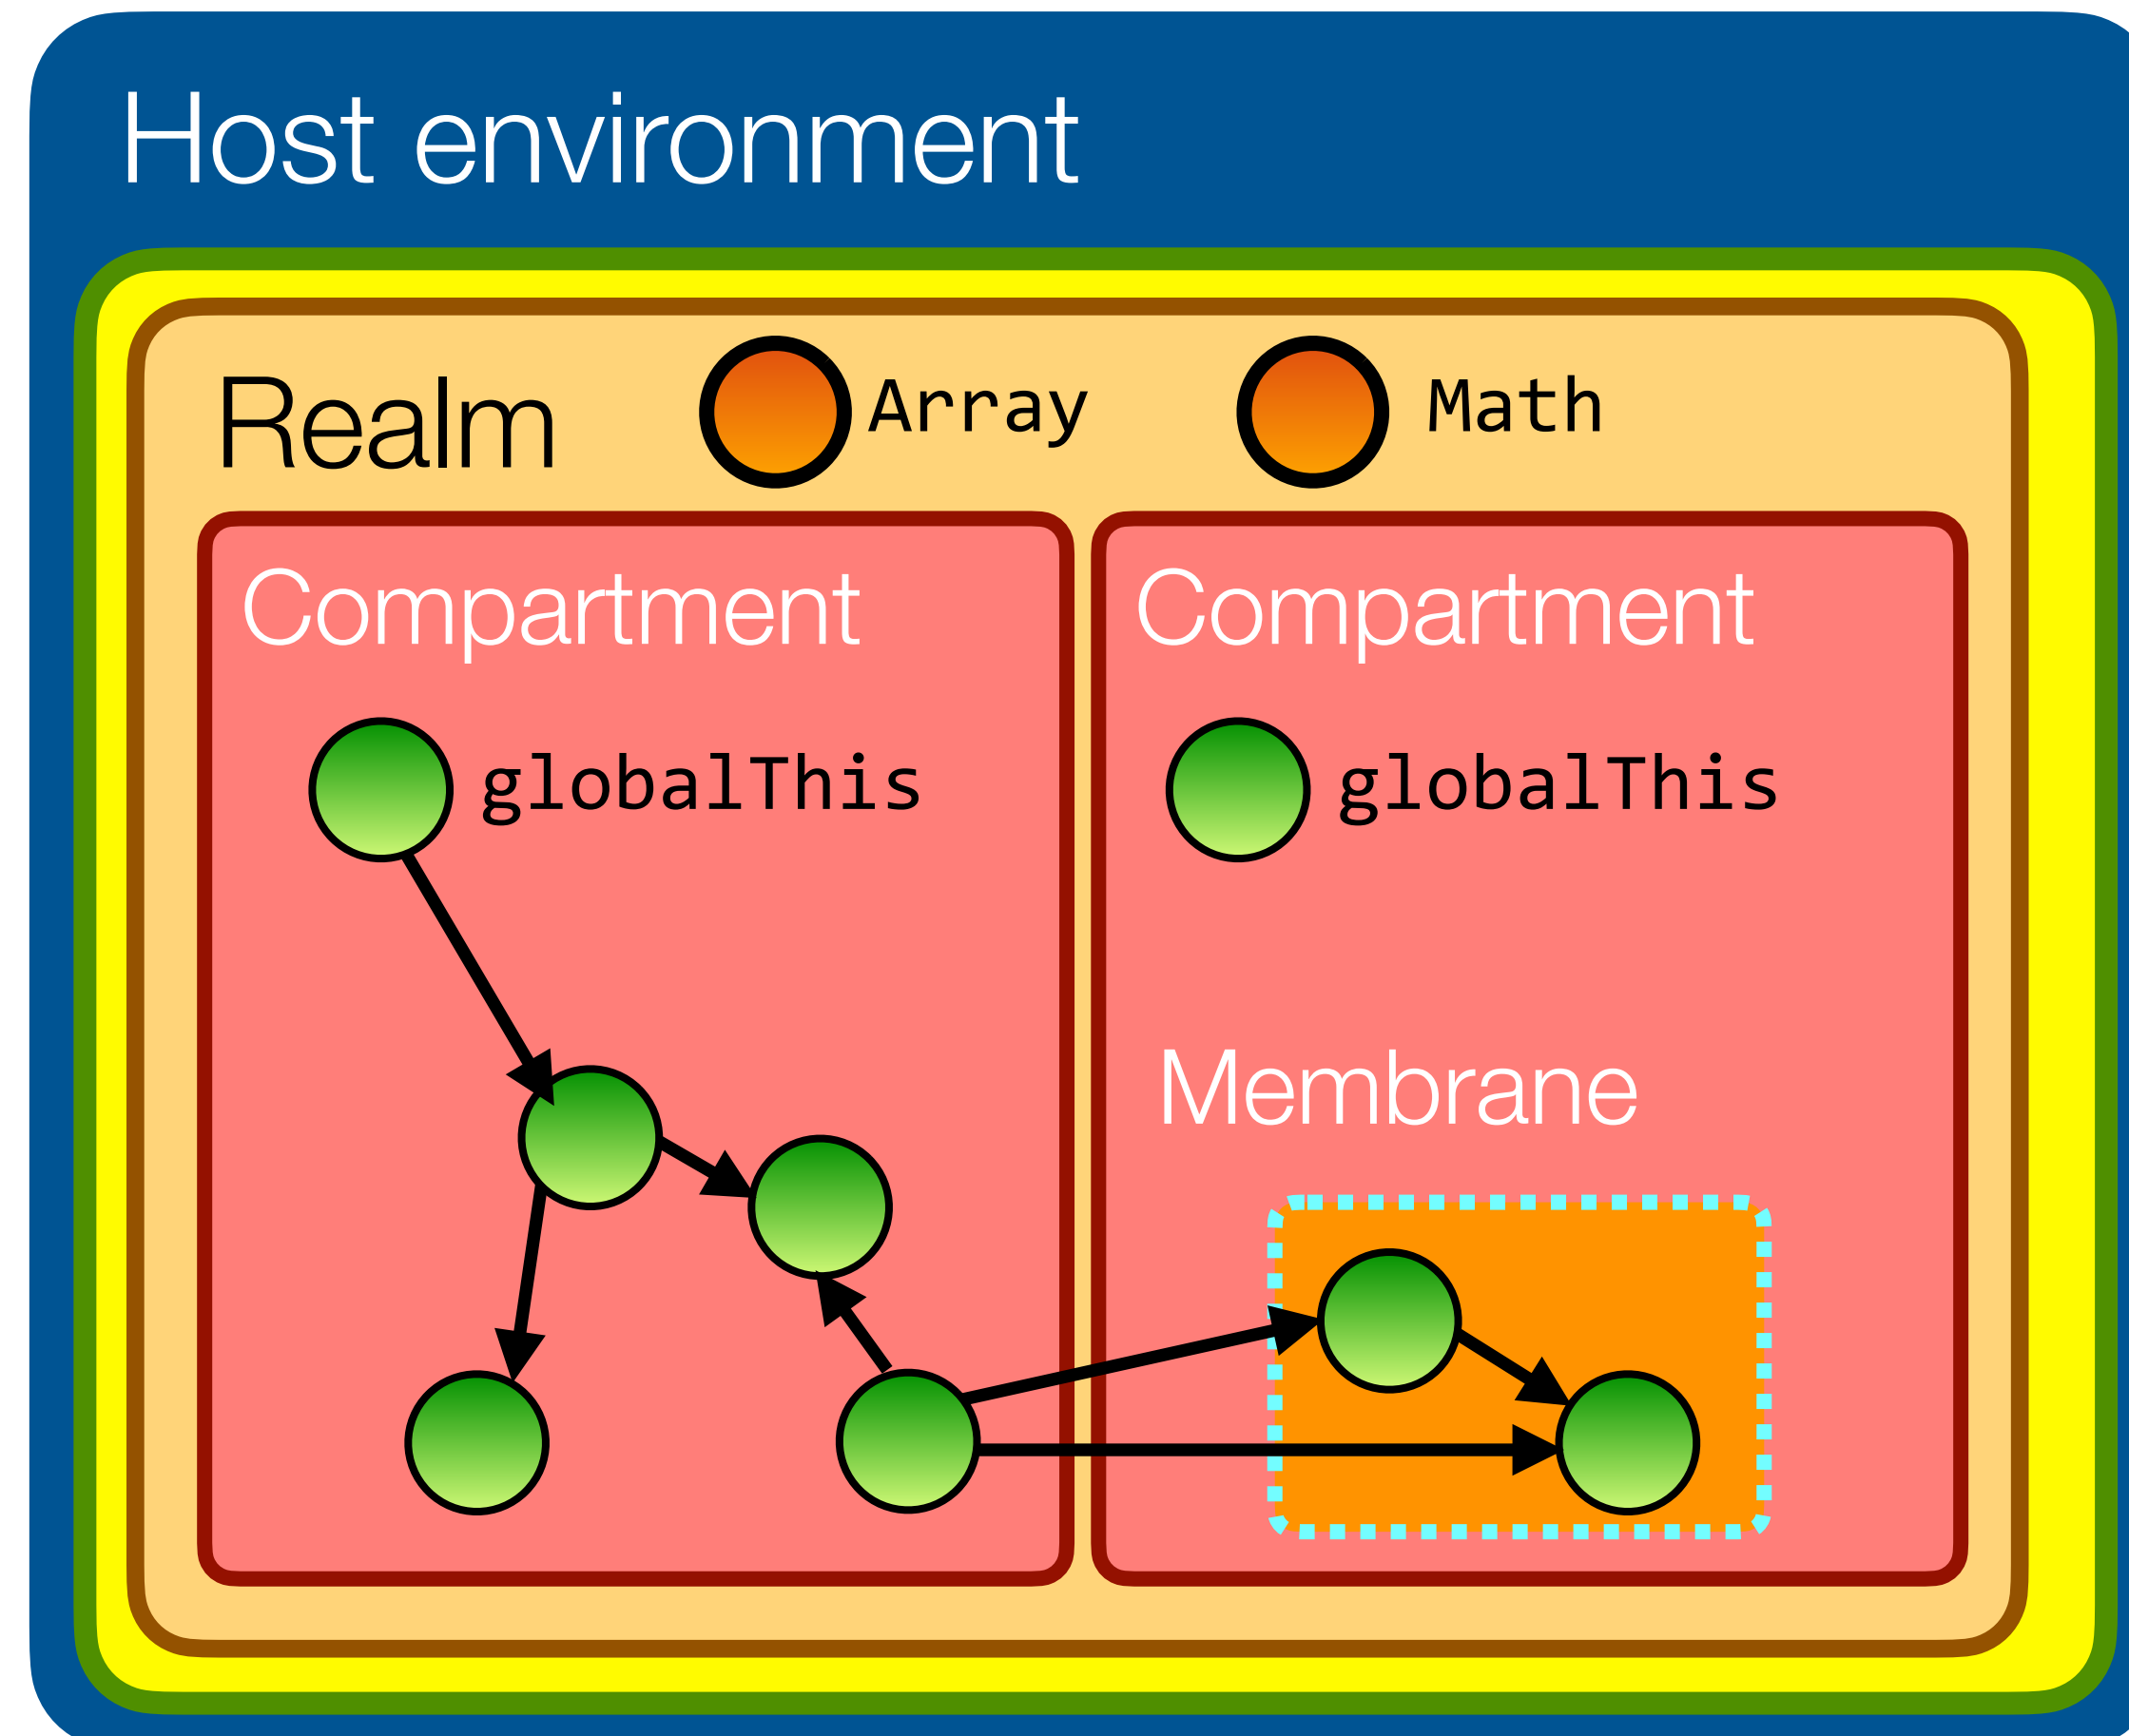 Host environment
Realm
Array
Math
Compartment
Compartment
globalThis
globalThis
Membrane